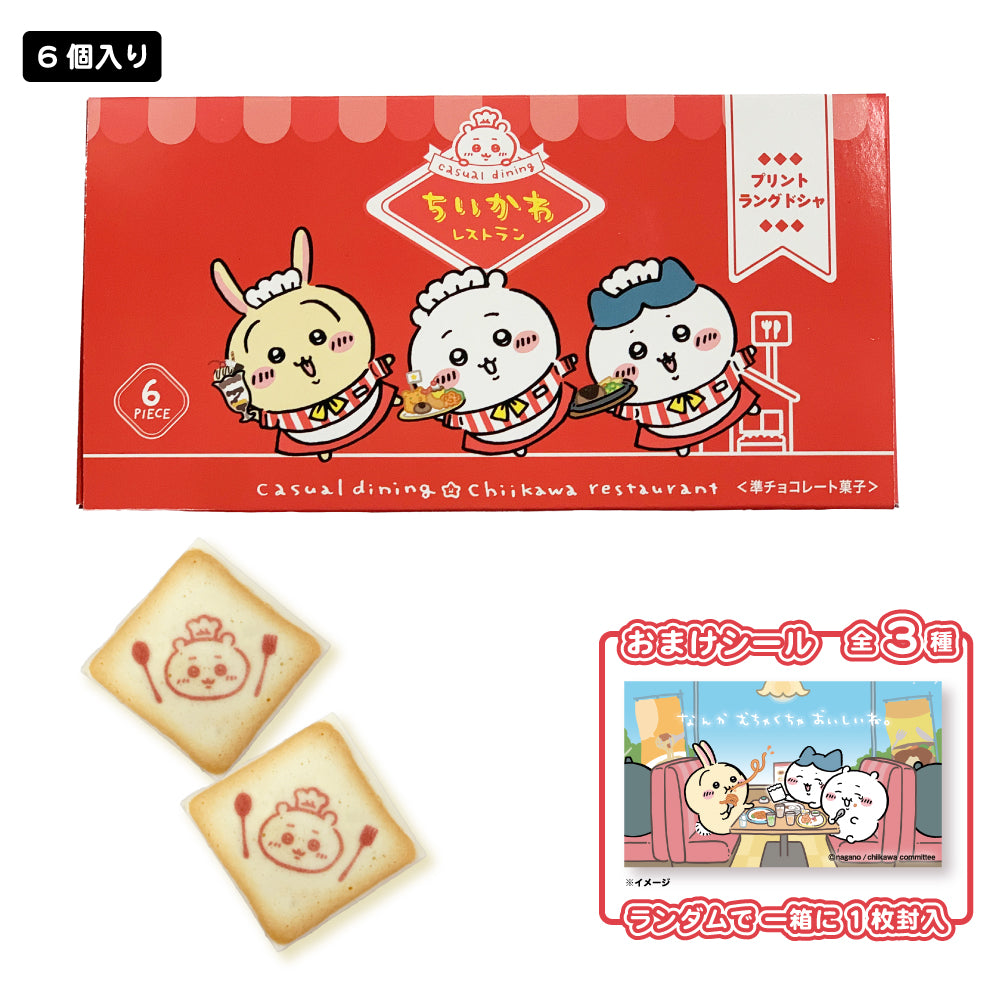 6個入り
casual dining
ちいかわ
レストラン
プリント
ラングドシャ
6
PIECE
casual dining ☆ Chiikawa restaurant <準チョコレート菓子>
おまけシール 全3種
なんか むちゃくちゃ おいしいね。
©nagano / chiikawa committee
※イメージ
ランダムで一箱に1枚封入